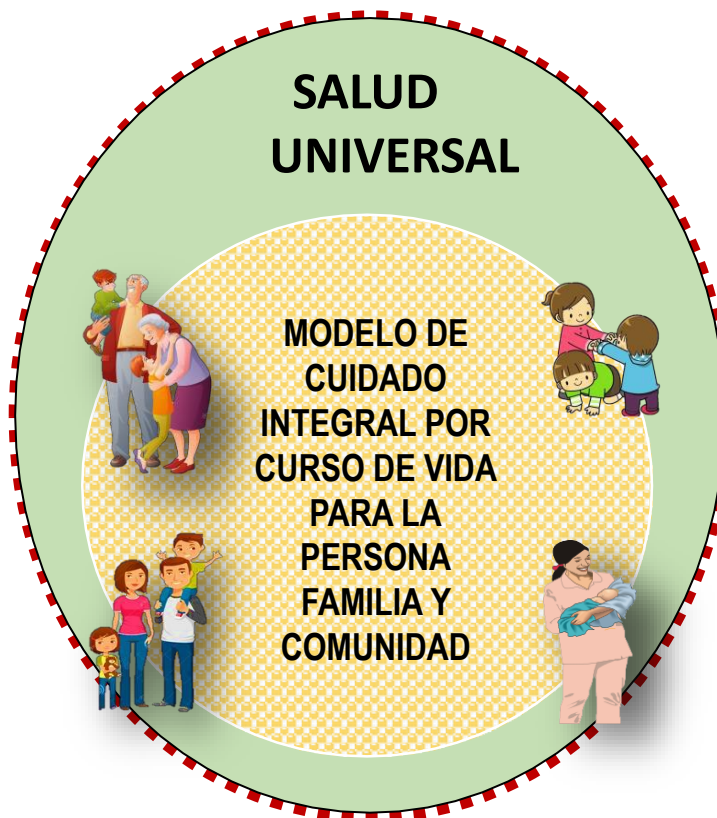 SALUD
UNIVERSAL
MODELO DE
CUIDADO
INTEGRAL POR
CURSO DE VIDA
PARA LA
PERSONA
FAMILIA Y
COMUNIDAD